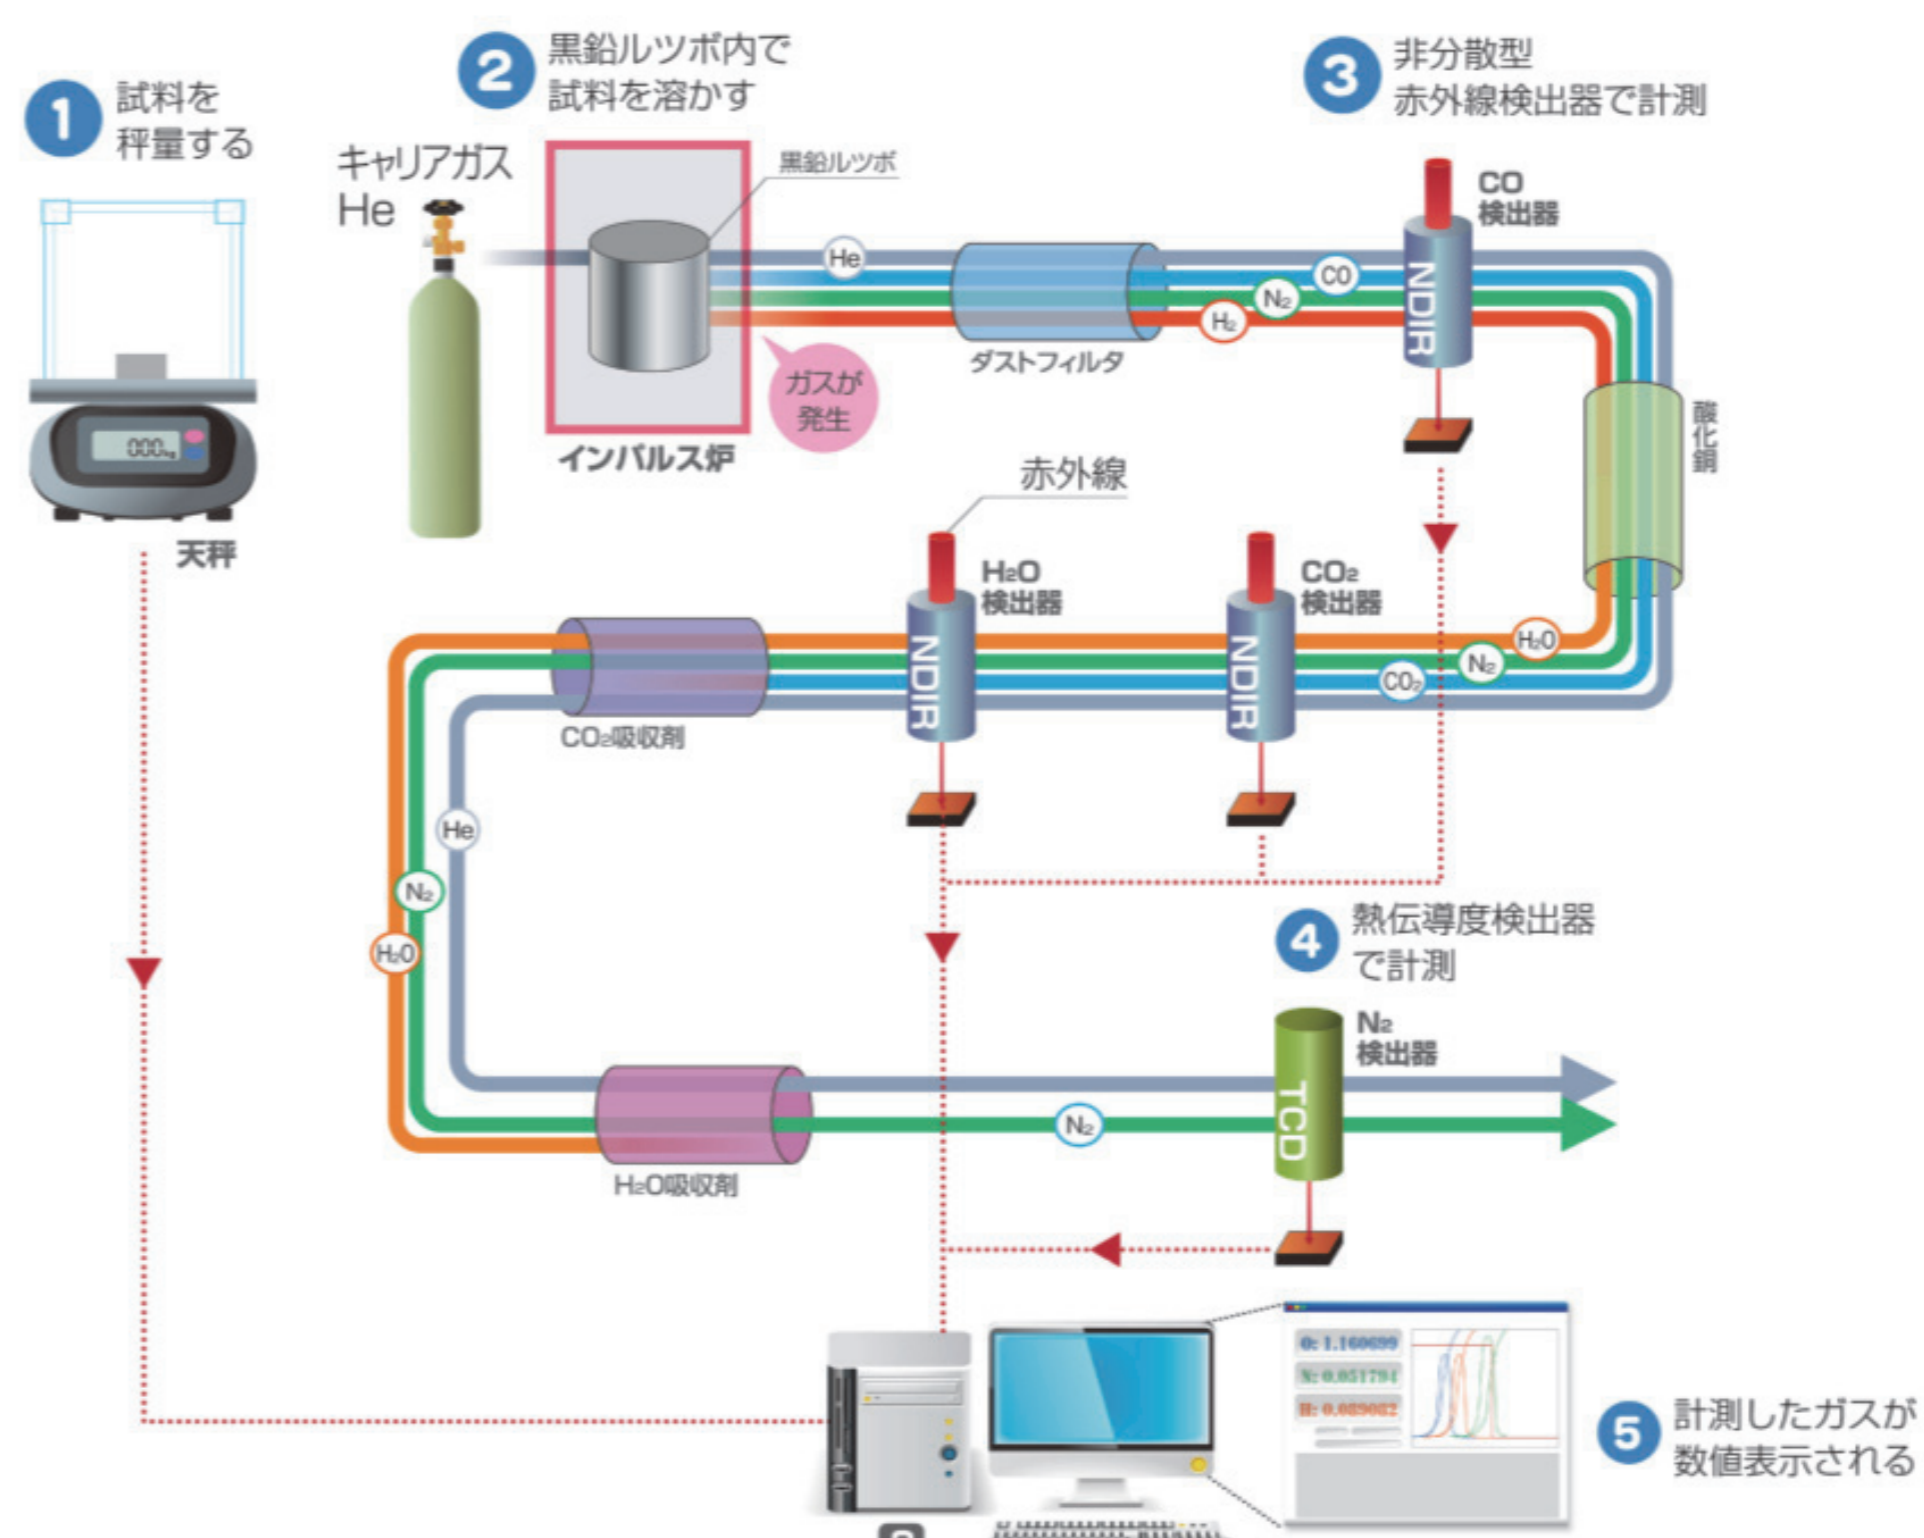 1
試料を
秤量する
天秤
キャリアガス
He
2
黒鉛ルツボ内で
試料を溶かす
黒鉛ルツボ
インパルス炉
ガスが
発生
He
ダストフィルタ
H₂
N₂
CO
3
非分散型
赤外線検出器で計測
CO
検出器
NDIR
酸化銅
赤外線
H₂O
検出器
NDIR
CO₂
検出器
NDIR
H₂O
N₂
CO₂
CO₂吸収剤
He
N₂
H₂O
H₂O吸収剤
N₂
4
熱伝導度検出器
で計測
N₂
検出器
TCD
O: 1.160699
N: 0.051794
H: 0.089082
5
計測したガスが
数値表示される